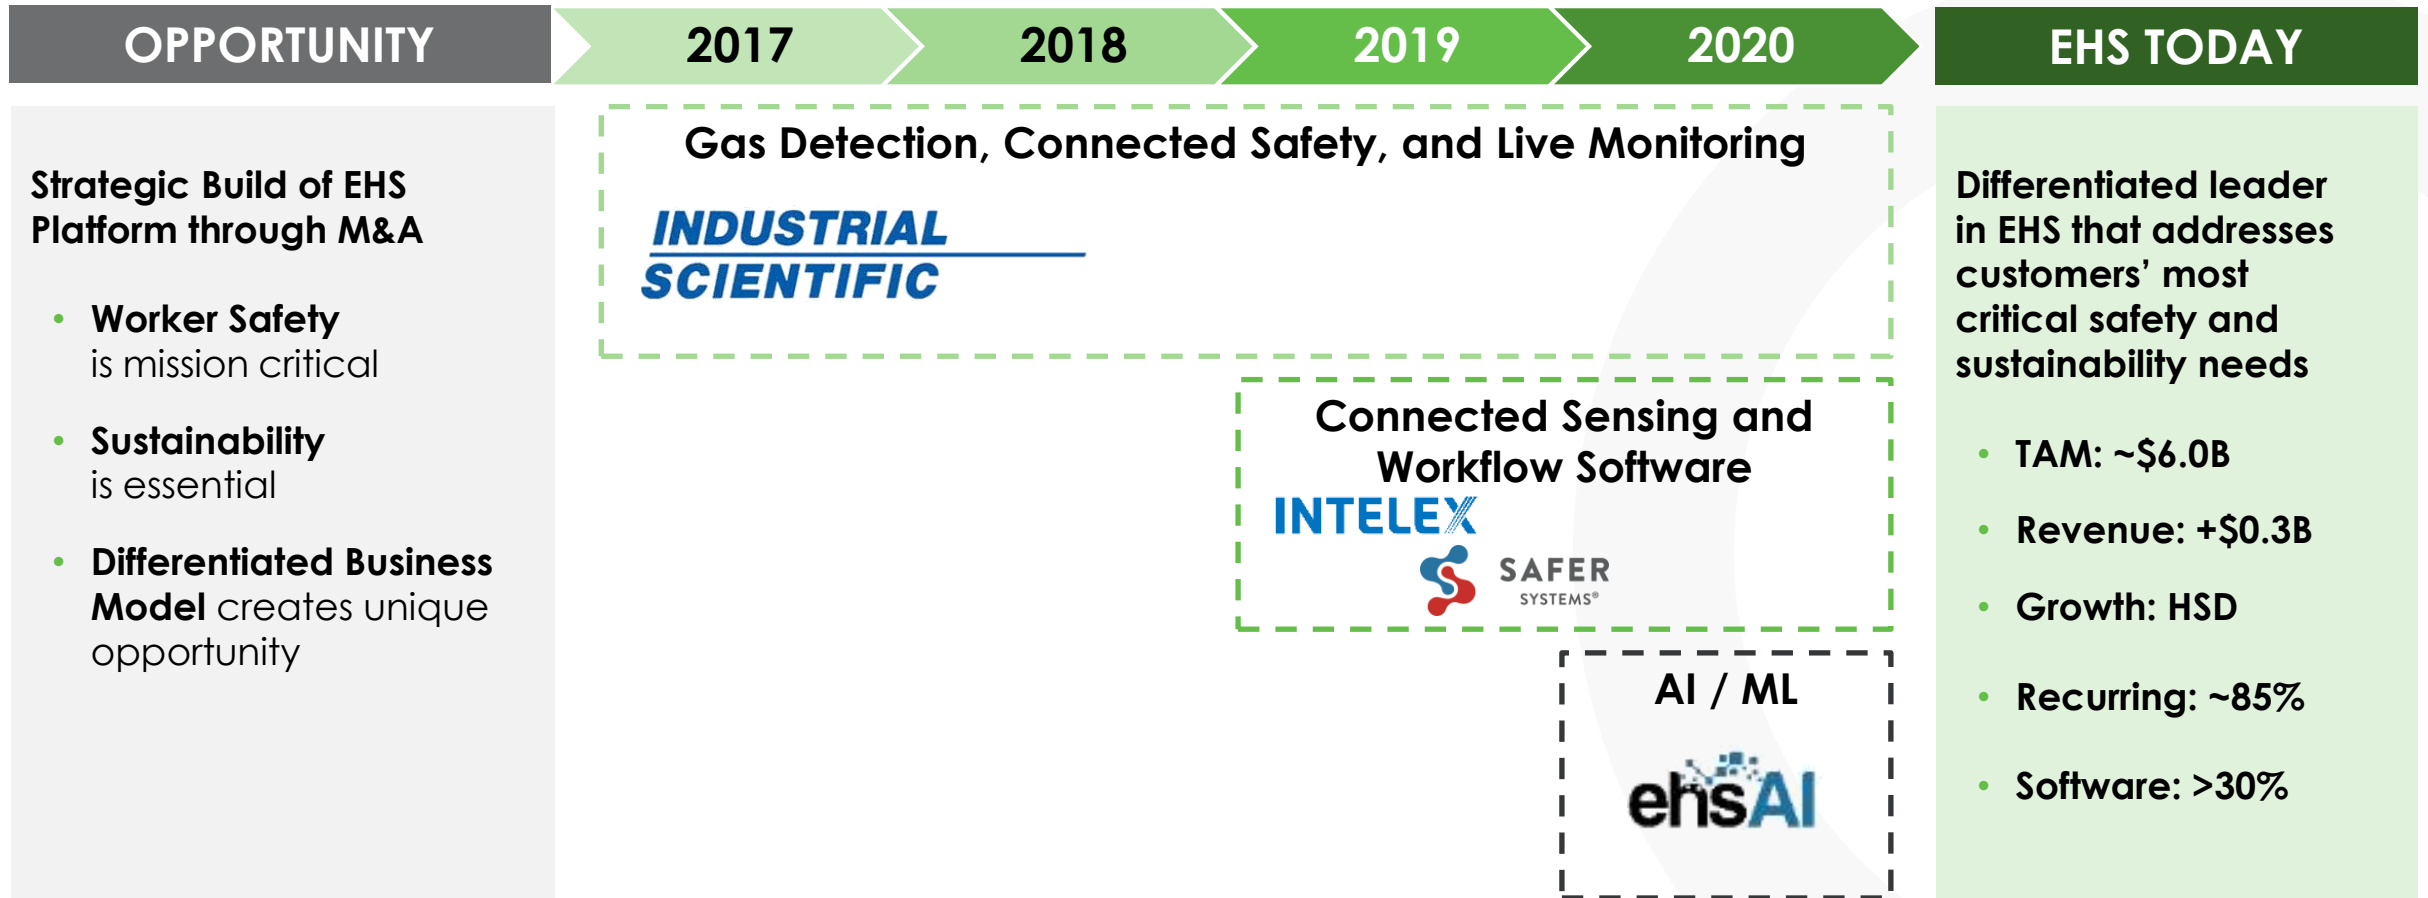 OPPORTUNITY
2017
2018
2019
2020
EHS TODAY
Strategic Build of EHS
Platform through M&A
• Worker Safety
is mission critical
• Sustainability
is essential
• Differentiated Business
Model creates unique
opportunity
Gas Detection, Connected Safety, and Live Monitoring
INDUSTRIAL
SCIENTIFIC
Connected Sensing and
Workflow Software
INTELEX
SAFER
SYSTEMS®
AI / ML
ehsAI
Differentiated leader
in EHS that addresses
customers’ most
critical safety and
sustainability needs
• TAM: ~$6.0B
• Revenue: +$0.3B
• Growth: HSD
• Recurring: ~85%
• Software: >30%